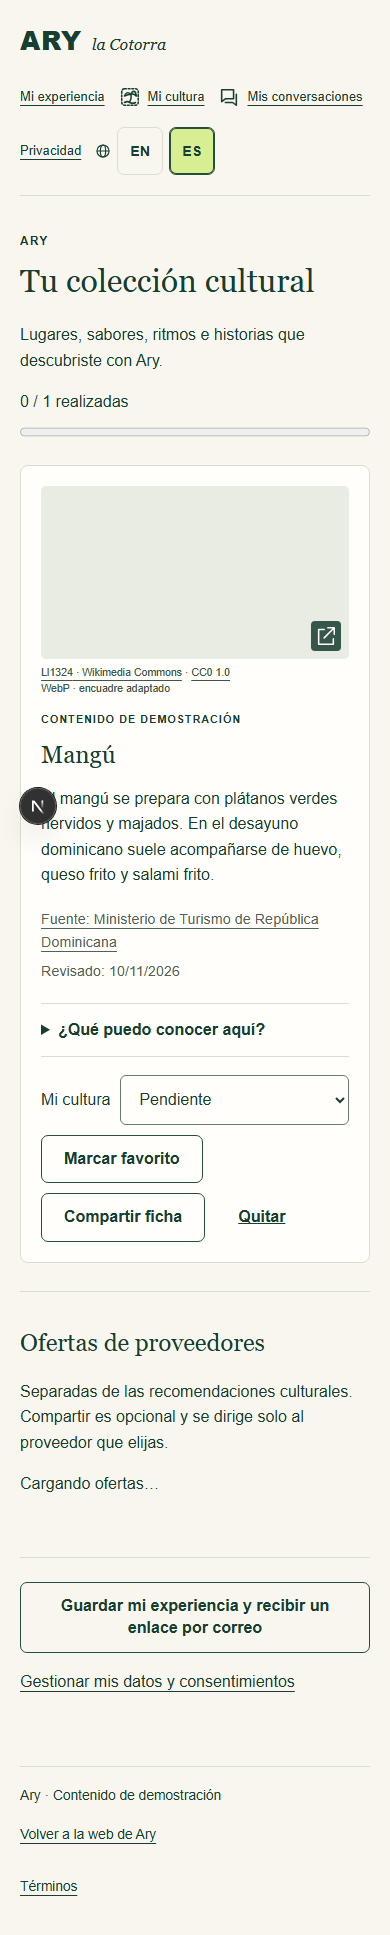 ARY la Cotorra
Mi experiencia Mi cultura Mis conversaciones
Privacidad EN ES
ARY
Tu colección cultural
Lugares, sabores, ritmos e historias que
descubriste con Ary.
0 / 1 realizadas
LI1324 · Wikimedia Commons · CC0 1.0
WebP · encuadre adaptado
CONTENIDO DE DEMOSTRACIÓN
Mangú
mangú se prepara con plátanos verdes
hervidos y majados. En el desayuno
dominicano suele acompañarse de huevo,
queso frito y salami frito.
Fuente: Ministerio de Turismo de República
Dominicana
Revisado: 10/11/2026
¿Qué puedo conocer aquí?
Mi cultura Pendiente
Marcar favorito
Compartir ficha Quitar
Ofertas de proveedores
Separadas de las recomendaciones culturales.
Compartir es opcional y se dirige solo al
proveedor que elijas.
Cargando ofertas…
Guardar mi experiencia y recibir un
enlace por correo
Gestionar mis datos y consentimientos
Ary · Contenido de demostración
Volver a la web de Ary
Términos